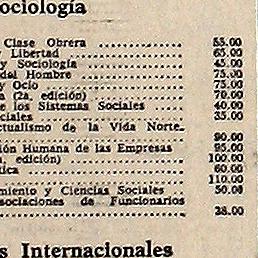 ociología
Clase Obrera ............ 55.00
Libertad ............ 65.00
y Sociología ............ 45.00
del Hombre ............ 75.00
y Ocio ............ 75.00
a (2a. edición) ............ 70.00
e los Sistemas Sociales 40.00
ciales ............ 35.00
ctualismo de la Vida Norte-
............ 90.00
ión Humana de las Empresas 95.00
a, edición) ............ 100.00
tica ............ 60.00
............ 110.00
miento y Ciencias Sociales 50.00
sociaciones de Funcionarios
............ 38.00
s Internacionales